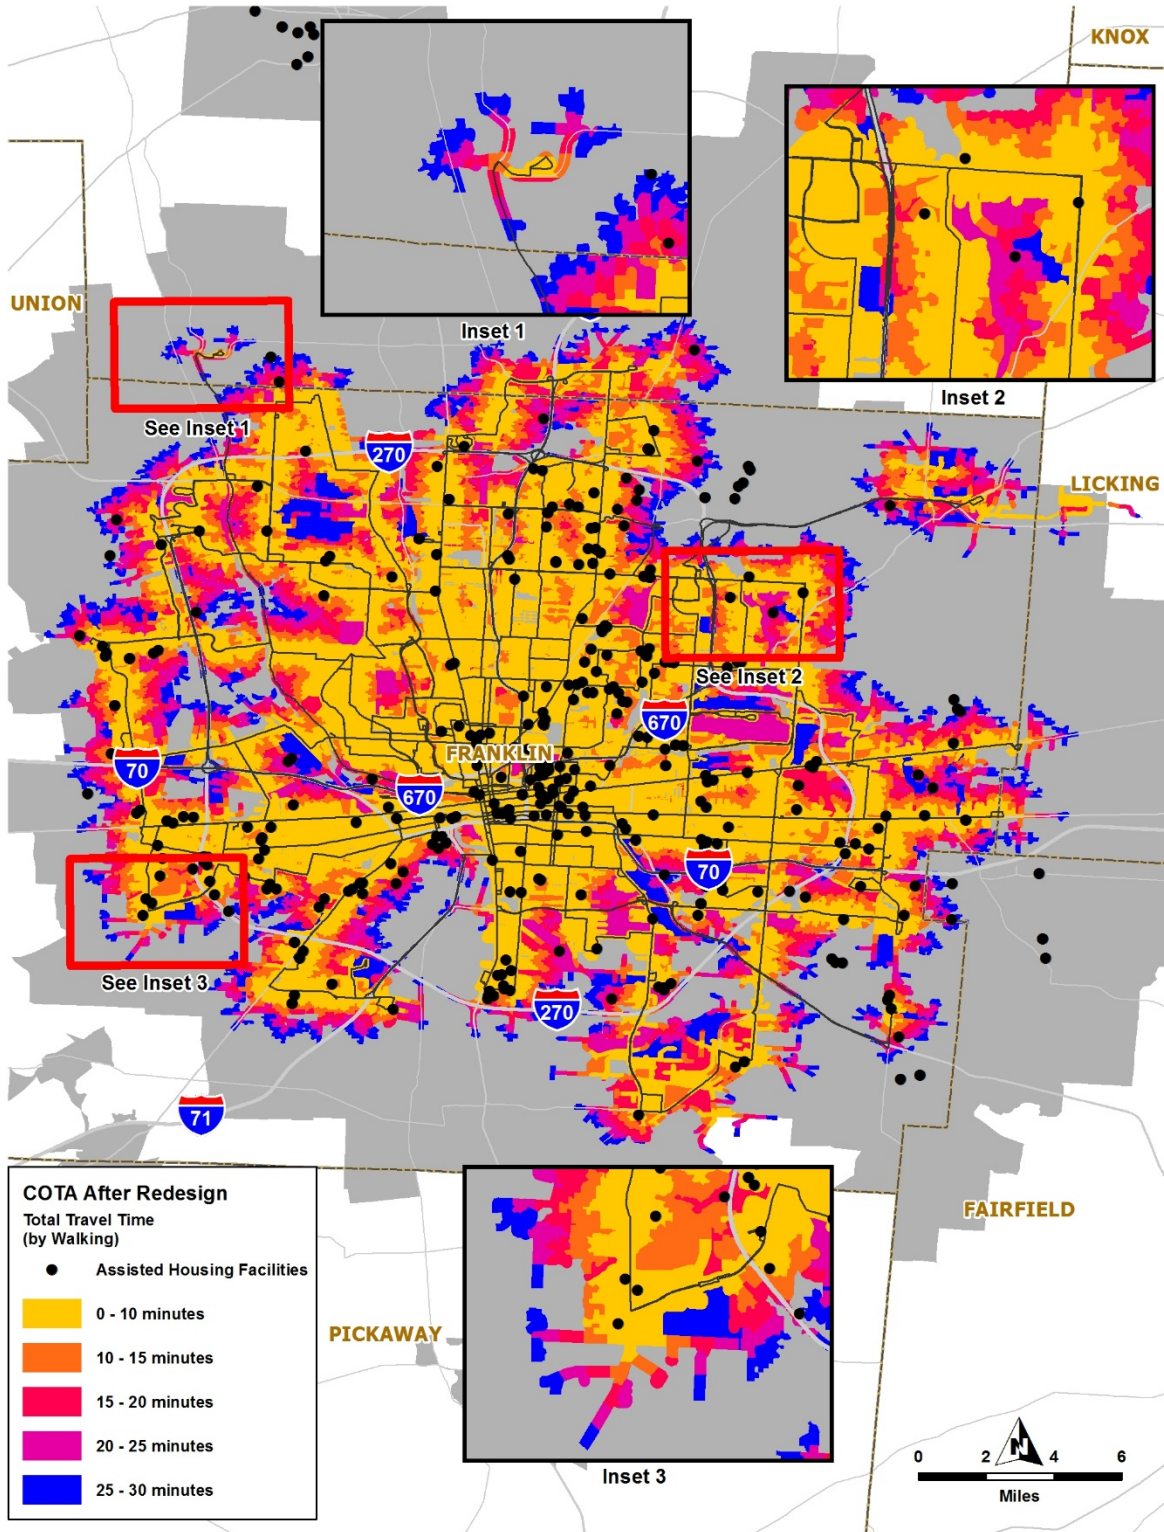 KNOX
UNION
Inset 1
Inset 2
See Inset 1
270
LICKING
See Inset 2
670
FRANKLIN
70
670
70
See Inset 3
270
71
COTA After Redesign
Total Travel Time
(by Walking)
Assisted Housing Facilities
0 - 10 minutes
10 - 15 minutes
15 - 20 minutes
20 - 25 minutes
25 - 30 minutes
PICKAWAY
FAIRFIELD
Inset 3
N
0 2 4 6
Miles